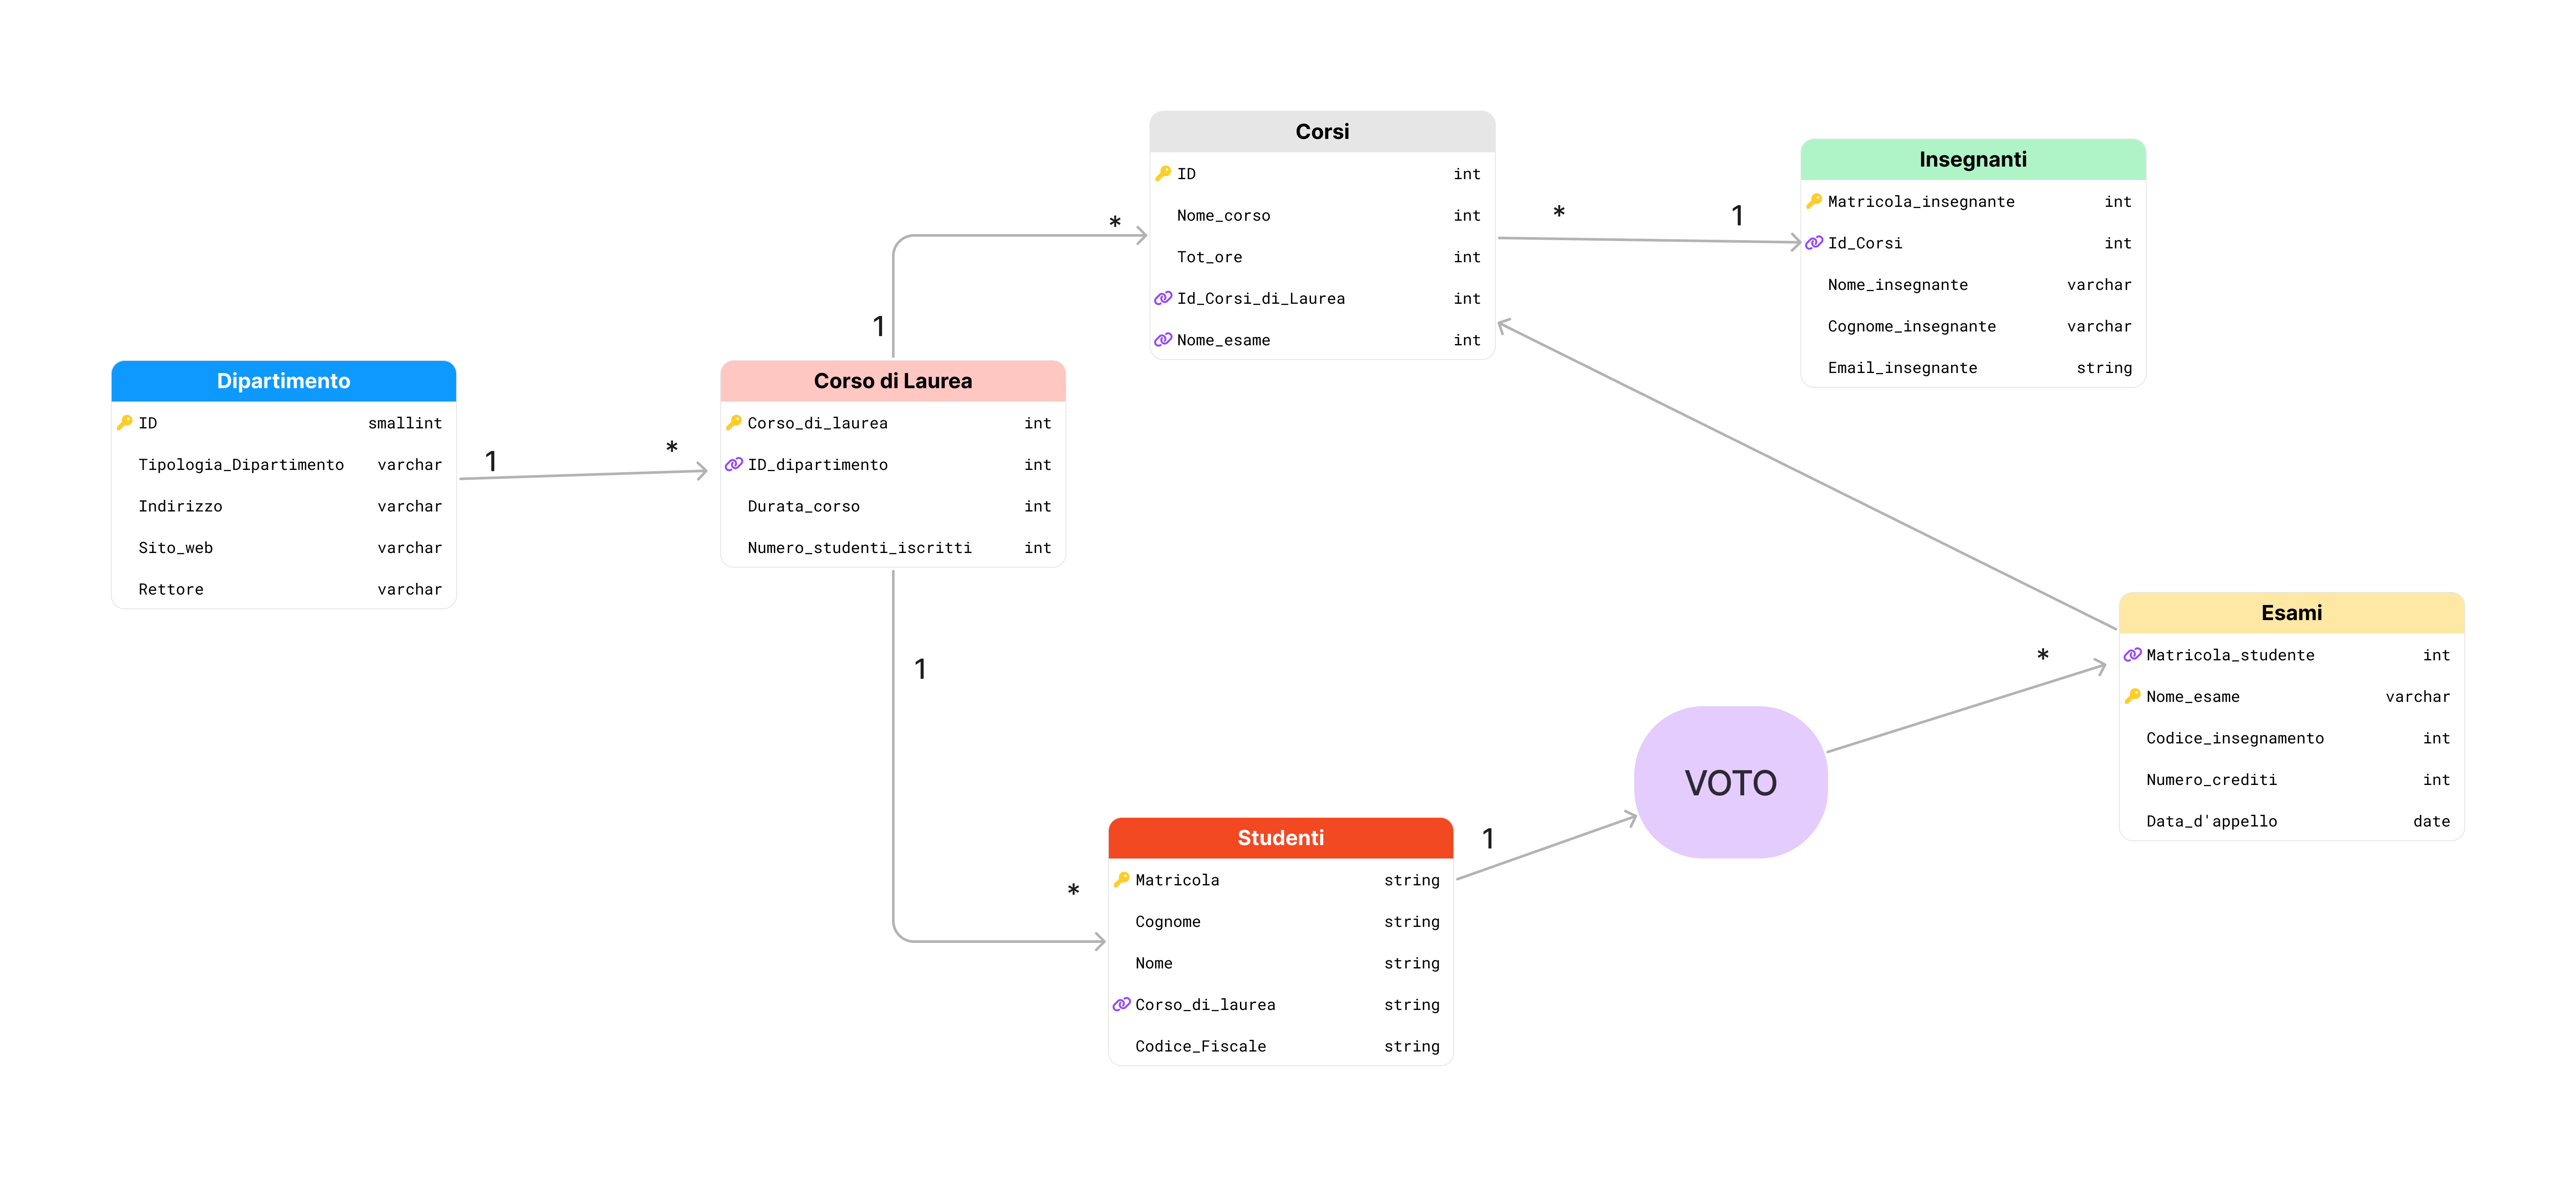 Dipartimento
ID smallint
Tipologia_Dipartimento varchar
Indirizzo varchar
Sito_web varchar
Rettore varchar
1 *
Corso di Laurea
Corso_di_laurea int
ID_dipartimento int
Durata_corso int
Numero_studenti_iscritti int
1
*
Corsi
ID int
Nome_corso int
Tot_ore int
Id_Corsi_di_Laurea int
Nome_esame int
* 1
Insegnanti
Matricola_insegnante int
Id_Corsi int
Nome_insegnante varchar
Cognome_insegnante varchar
Email_insegnante string
1
*
Studenti
Matricola string
Cognome string
Nome string
Corso_di_laurea string
Codice_Fiscale string
1
VOTO
*
Esami
Matricola_studente int
Nome_esame varchar
Codice_insegnamento int
Numero_crediti int
Data_d'appello date